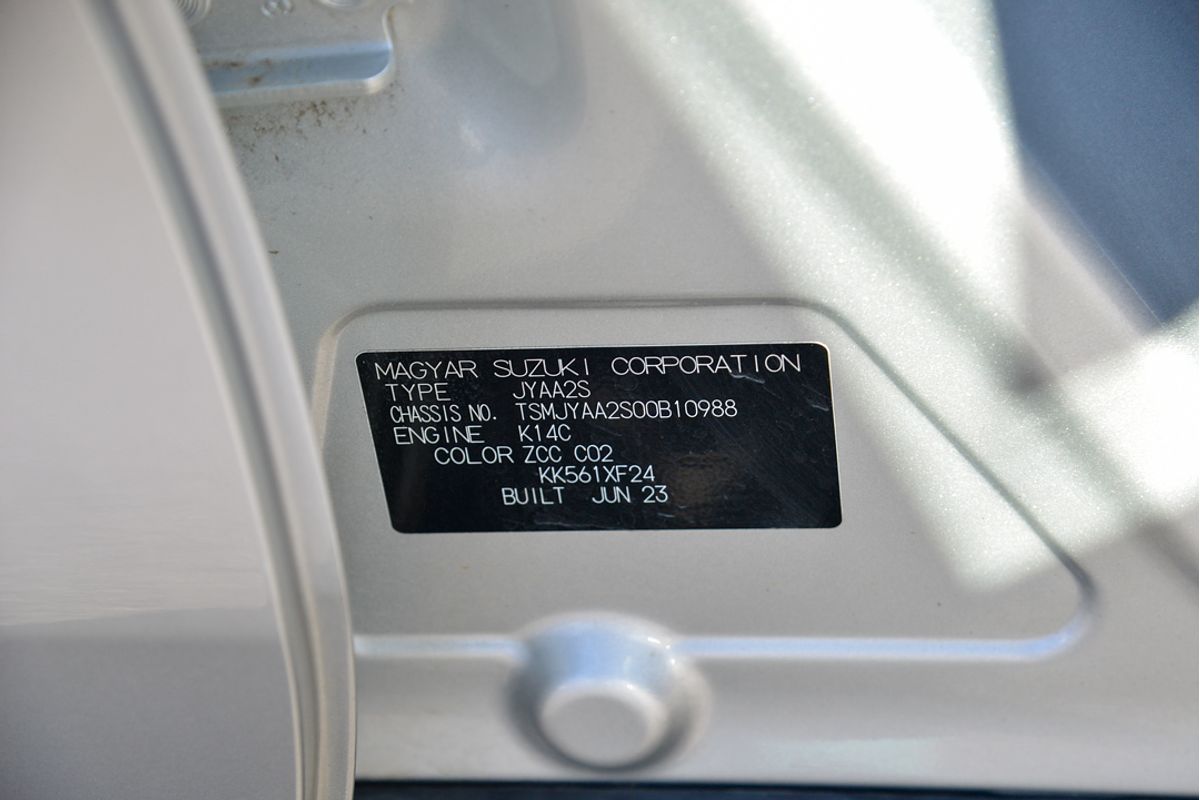 MAGYAR SUZUKI CORPORATION
TYPE JYAA2S
CHASSIS NO. TSMJYAA2S00B10988
ENGINE K14C
COLOR ZCC C02
KK561XF24
BUILT JUN 23